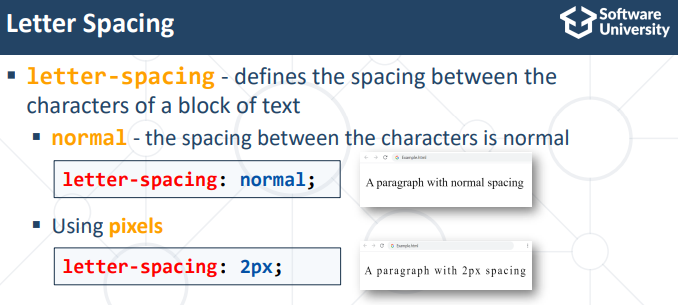 Letter Spacing
Software
University
letter-spacing - defines the spacing between the
characters of a block of text
normal - the spacing between the characters is normal
letter-spacing: normal;
Example.html
A paragraph with normal spacing
Using pixels
letter-spacing: 2px;
Example.html
A paragraph with 2px spacing